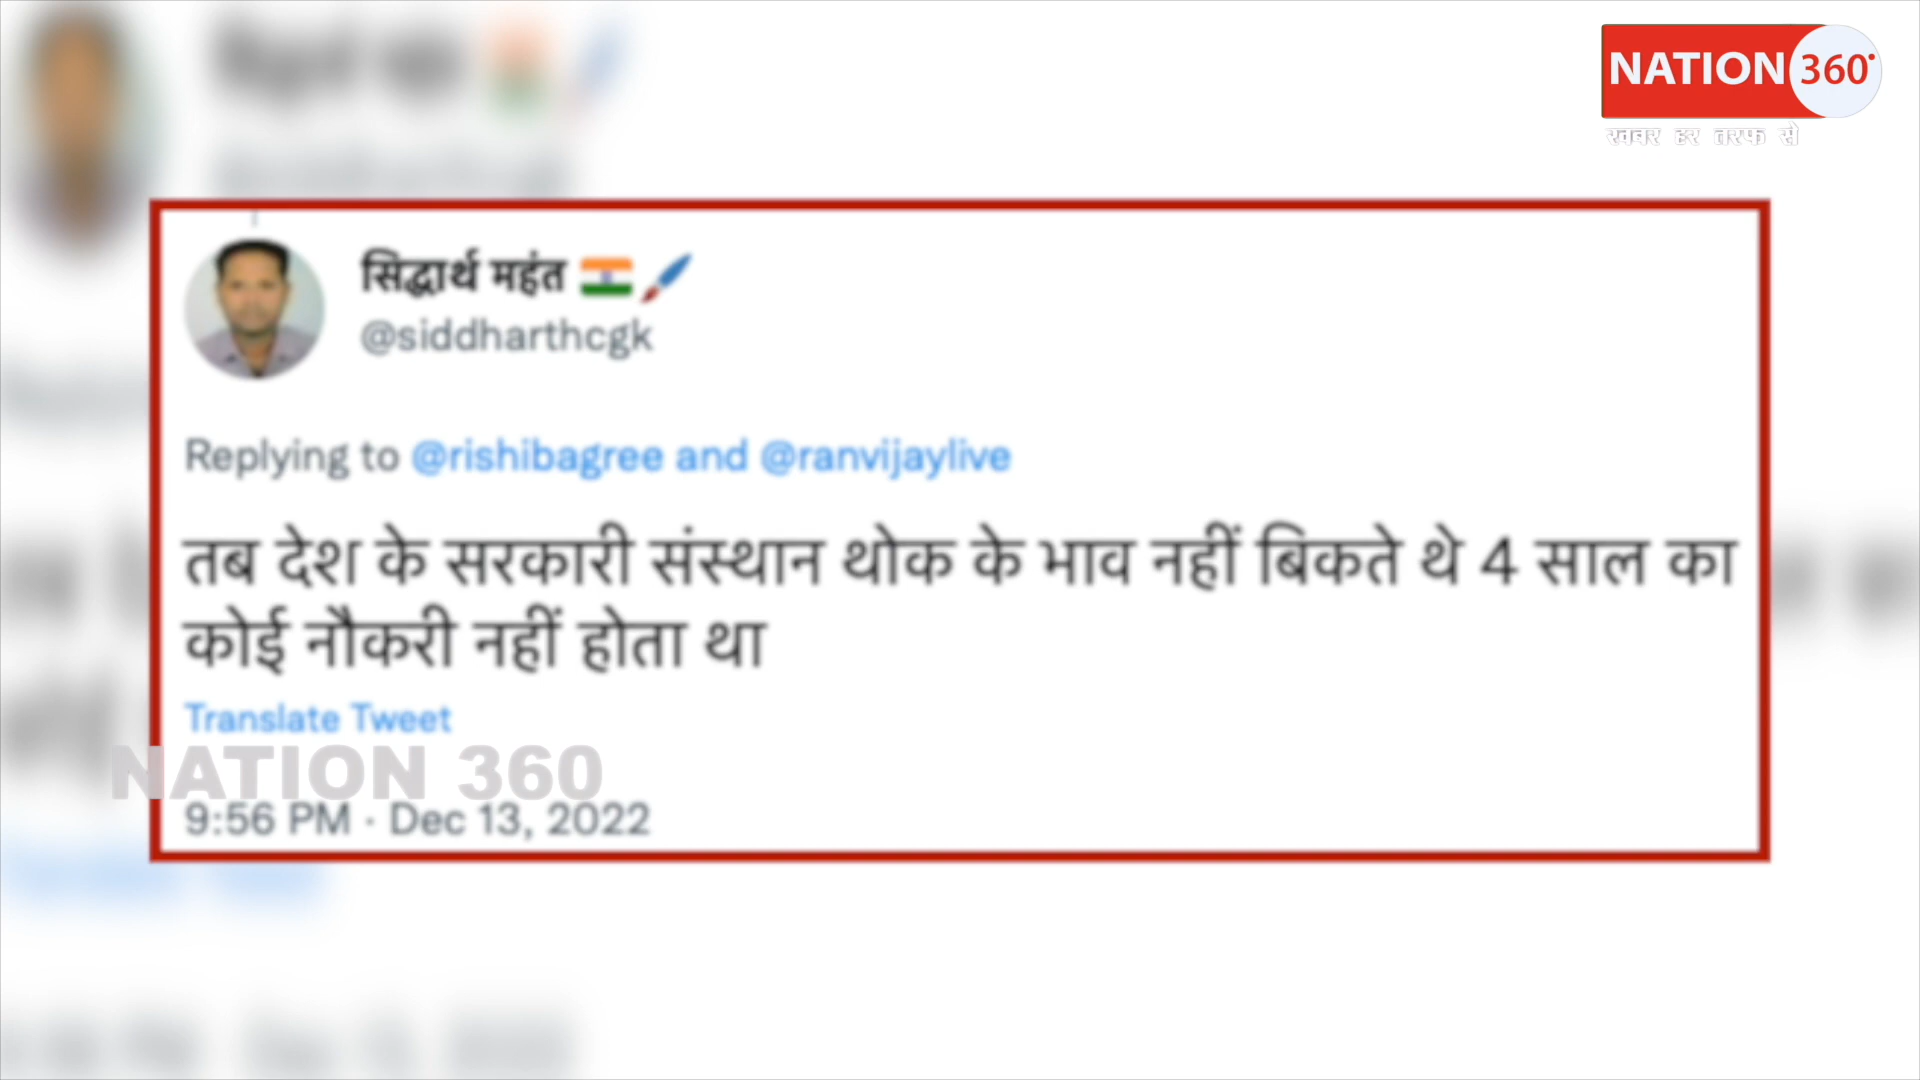 NATION 360°
खबर हर तरफ से
सिद्धार्थ महंत
@siddharthcgk
Replying to @rishibagree and @ranvijaylive
तब देश के सरकारी संस्थान थोक के भाव नहीं बिकते थे 4 साल का
कोई नौकरी नहीं होता था
Translate Tweet
NATION 360
9:56 PM · Dec 13, 2022